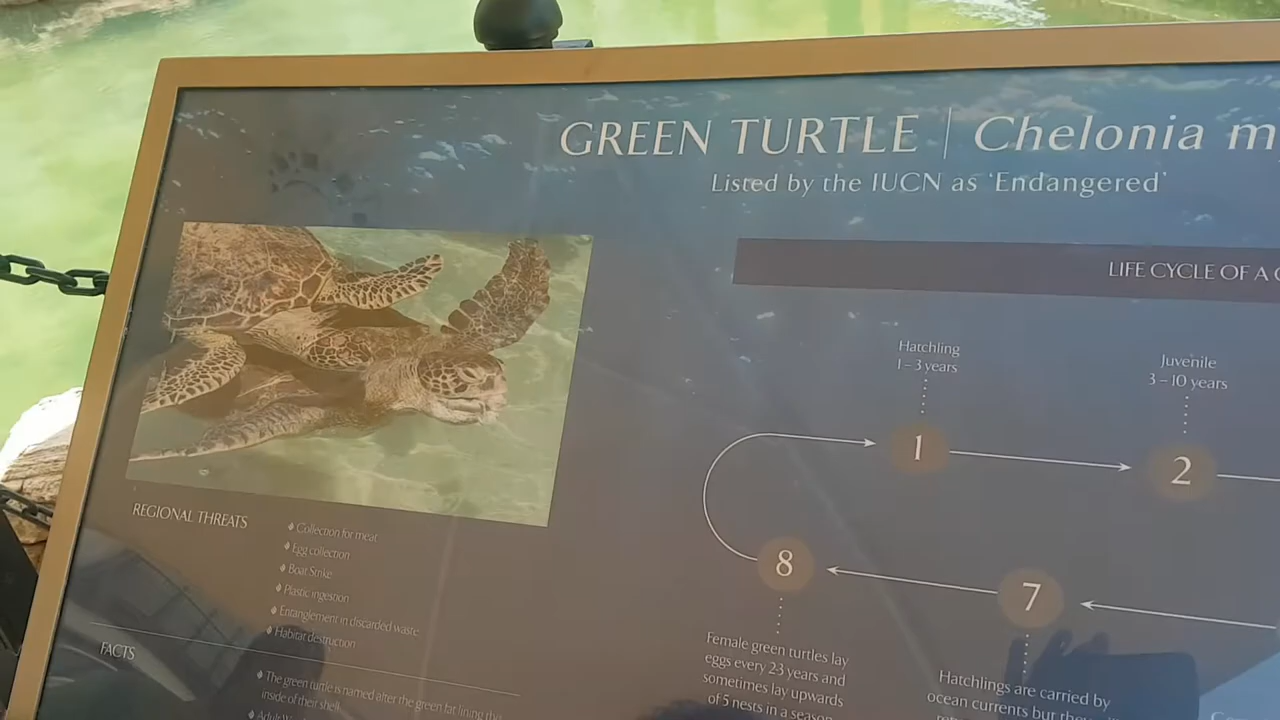 GREEN TURTLE | Chelonia m
Listed by the IUCN as 'Endangered'
LIFE CYCLE OF A
Hatchling
1 – 3 years
Juvenile
3 – 10 years
1
2
8
7
REGIONAL THREATS
Collection for meat
Egg collection
Boat Strike
Plastic ingestion
Entanglement in discarded waste
Habitat destruction
FACTS
The green turtle is named after the green fat lining the
inside of their shell
Female green turtles lay
eggs every 2-3 years and
sometimes lay upwards
of 5 nests in a season
Hatchlings are carried by
ocean currents but they